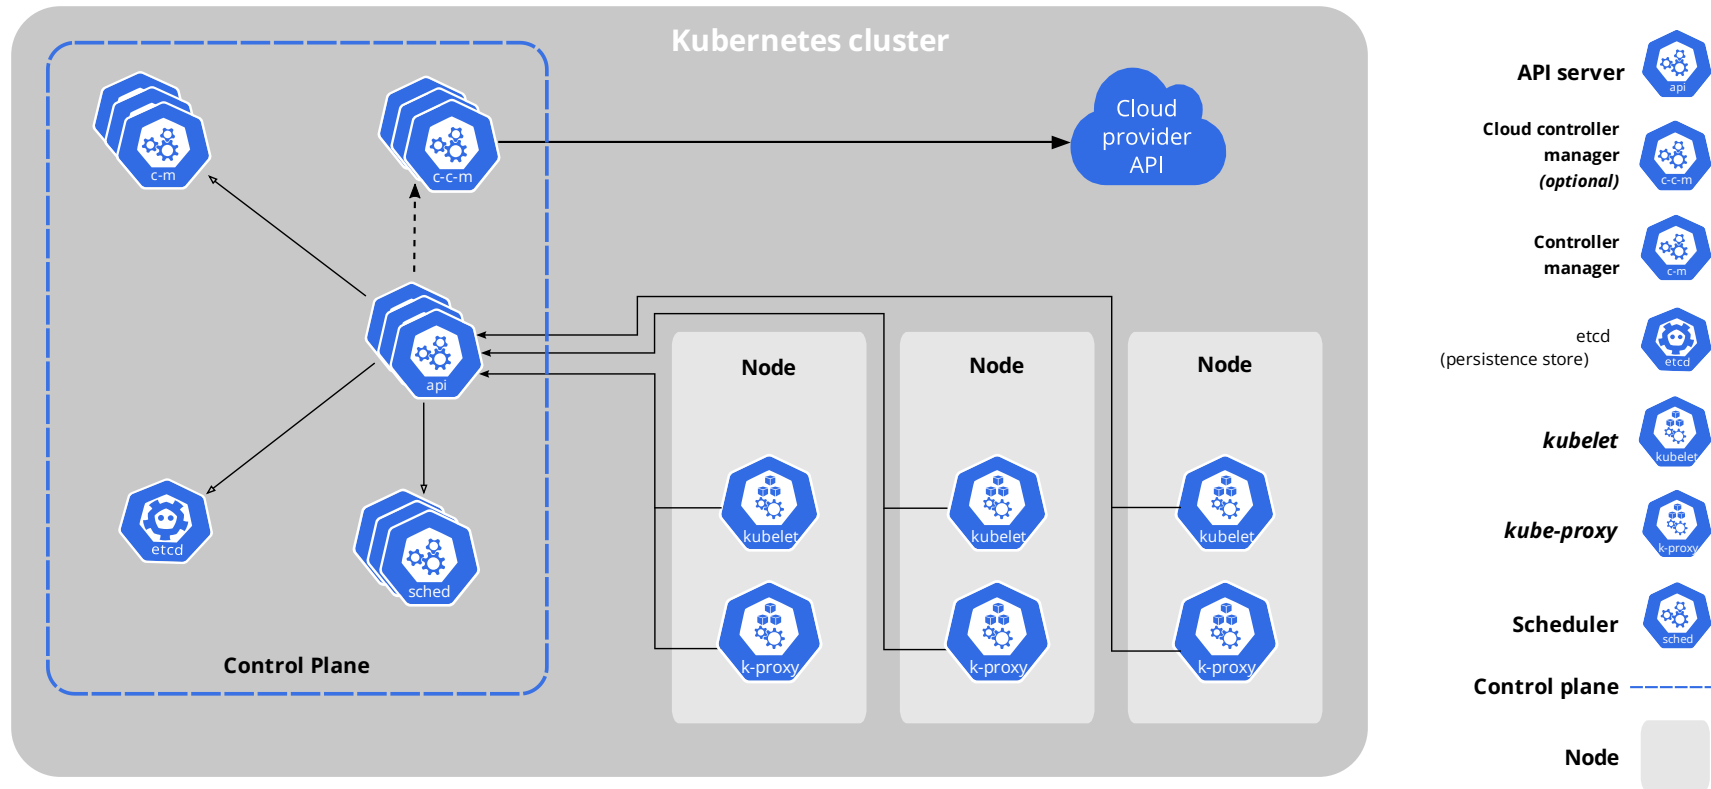 Kubernetes cluster
c-m
c-c-m
Cloud
provider
API
api
etcd
sched
Control Plane
Node
kubelet
k-proxy
Node
kubelet
k-proxy
Node
kubelet
k-proxy
API server
api
Cloud controller
manager
(optional)
c-c-m
Controller
manager
c-m
etcd
(persistence store)
etcd
kubelet
kubelet
kube-proxy
k-proxy
Scheduler
sched
Control plane
Node